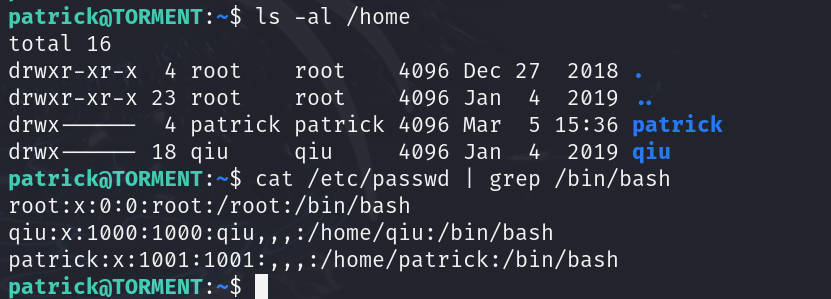 patrick@TORMENT:~$ ls -al /home
total 16
drwxr-xr-x  4 root    root    4096 Dec 27  2018 .
drwxr-xr-x 23 root    root    4096 Jan  4  2019 ..
drwx------  4 patrick patrick 4096 Mar  5 15:36 patrick
drwx------ 18 qiu     qiu     4096 Jan  4  2019 qiu
patrick@TORMENT:~$ cat /etc/passwd | grep /bin/bash
root:x:0:0:root:/root:/bin/bash
qiu:x:1000:1000:qiu,,,:/home/qiu:/bin/bash
patrick:x:1001:1001:,,,:/home/patrick:/bin/bash
patrick@TORMENT:~$